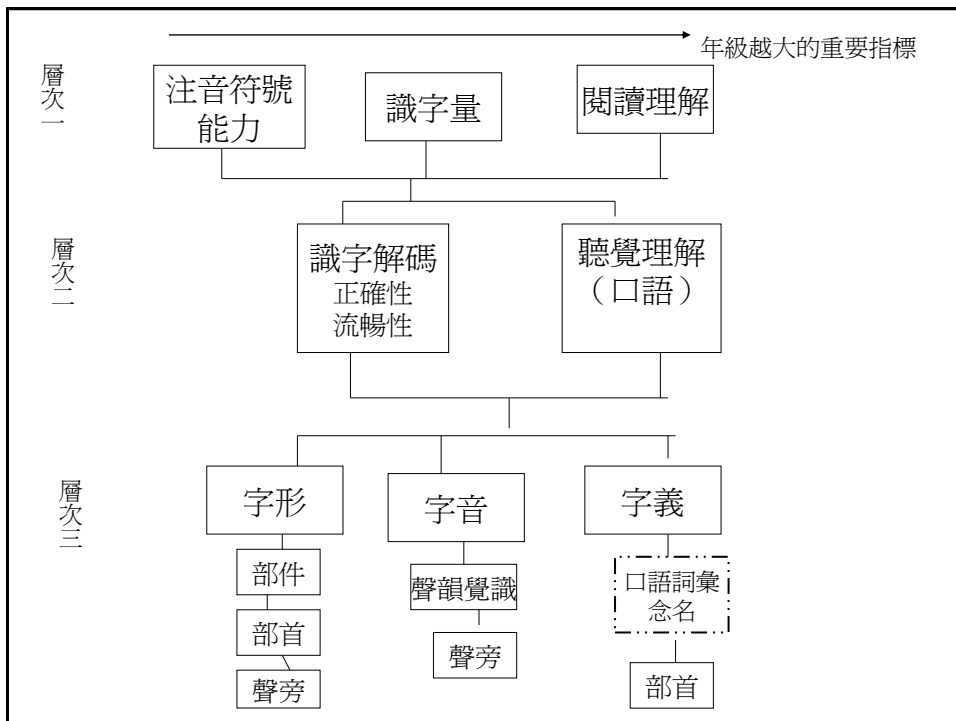 年級越大的重要指標
層次一
注音符號
能力
識字量
閱讀理解
層次二
識字解碼
正確性
流暢性
聽覺理解
（口語）
層次三
字形
字音
字義
部件
聲韻覺識
口語詞彙
念名
部首
聲旁
聲旁
部首